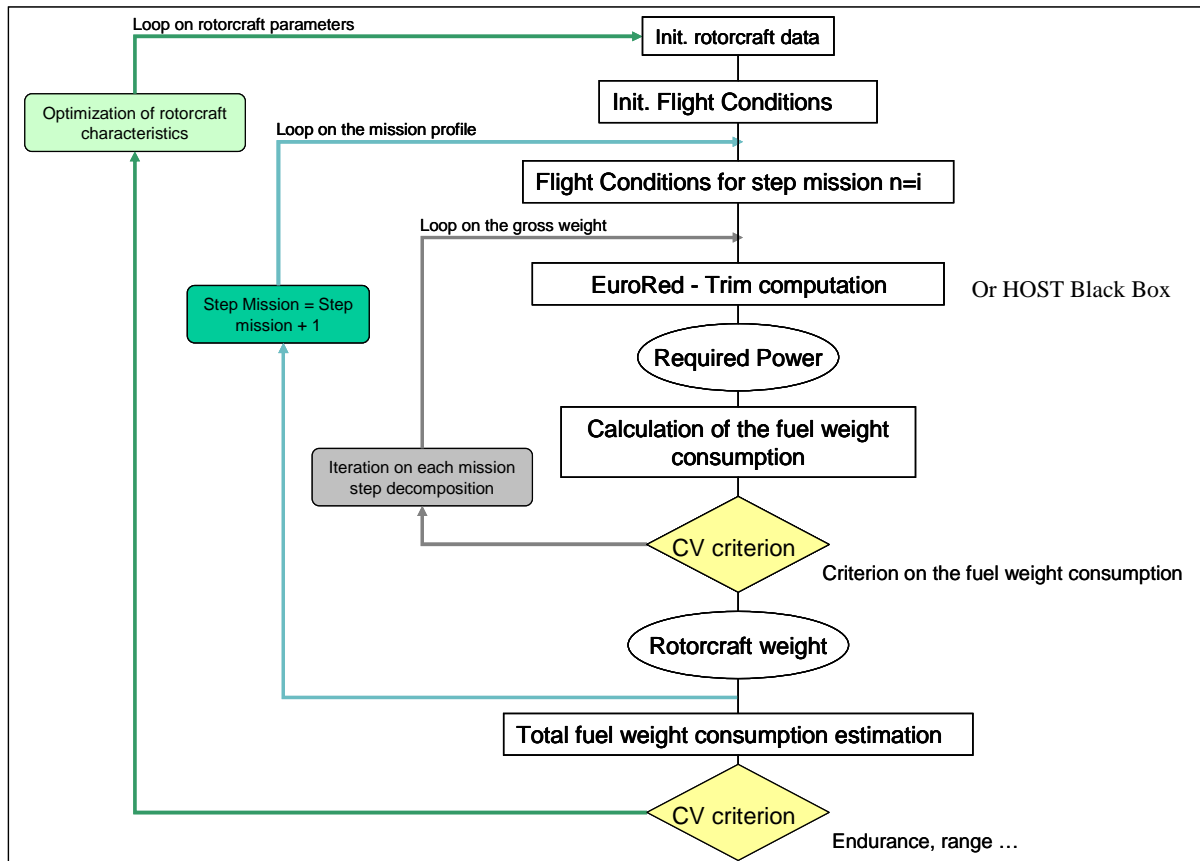 Loop on rotorcraft parameters
Init. rotorcraft data
Init. Flight Conditions
Optimization of rotorcraft
characteristics
Loop on the mission profile
Flight Conditions for step mission n=i
Loop on the gross weight
EuroRed - Trim computation
Or HOST Black Box
Step Mission = Step
mission + 1
Required Power
Calculation of the fuel weight
consumption
Iteration on each mission
step decomposition
CV criterion
Criterion on the fuel weight consumption
Rotorcraft weight
Total fuel weight consumption estimation
CV criterion
Endurance, range ...